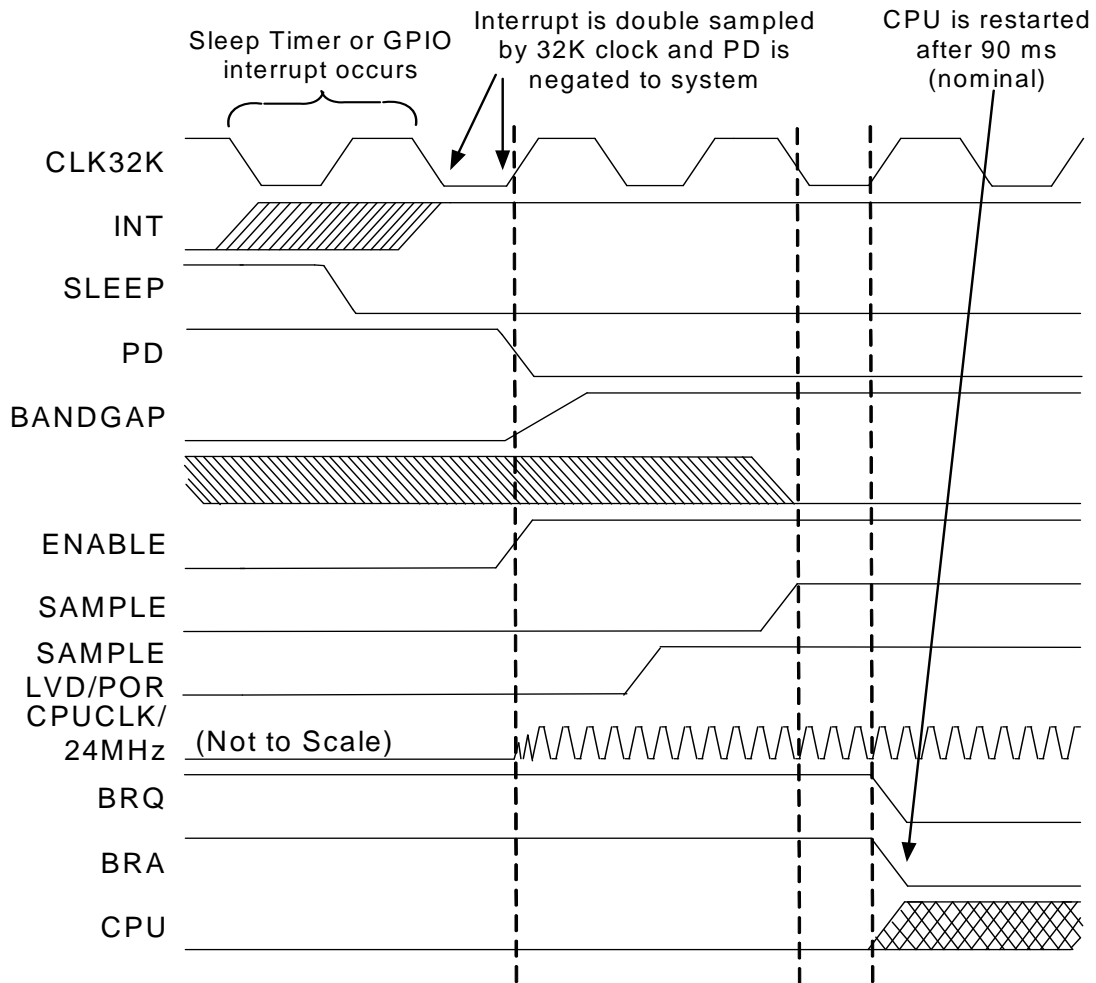 Sleep Timer or GPIO
interrupt occurs
Interrupt is double sampled
by 32K clock and PD is
negated to system
CPU is restarted
after 90 ms
(nominal)
CLK32K
INT
SLEEP
PD
BANDGAP
ENABLE
SAMPLE
SAMPLE
LVD/POR
CPUCLK/
24MHz
(Not to Scale)
BRQ
BRA
CPU